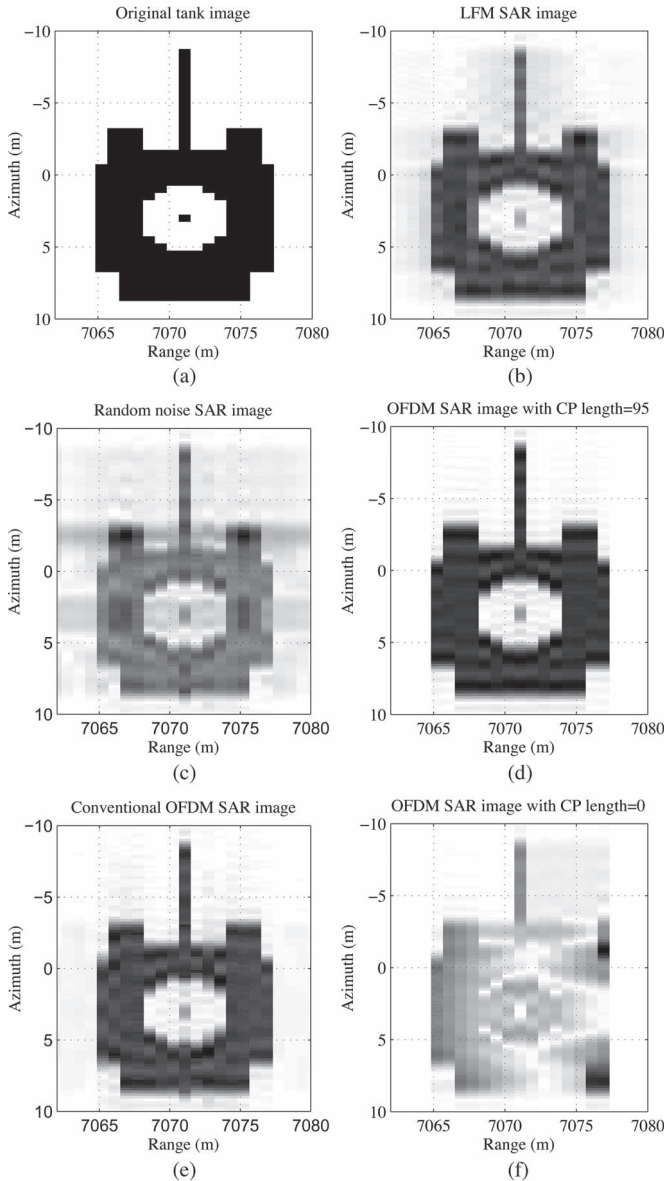 Original tank image
LFM SAR image
−10
−5
0
5
10
Azimuth (m)
7065 7070 7075 7080
Range (m)
(a)
−10
−5
0
5
10
Azimuth (m)
7065 7070 7075 7080
Range (m)
(b)
Random noise SAR image
OFDM SAR image with CP length=95
−10
−5
0
5
10
Azimuth (m)
7065 7070 7075 7080
Range (m)
(c)
−10
−5
0
5
10
Azimuth (m)
7065 7070 7075 7080
Range (m)
(d)
Conventional OFDM SAR image
OFDM SAR image with CP length=0
−10
−5
0
5
10
Azimuth (m)
7065 7070 7075 7080
Range (m)
(e)
−10
−5
0
5
10
Azimuth (m)
7065 7070 7075 7080
Range (m)
(f)